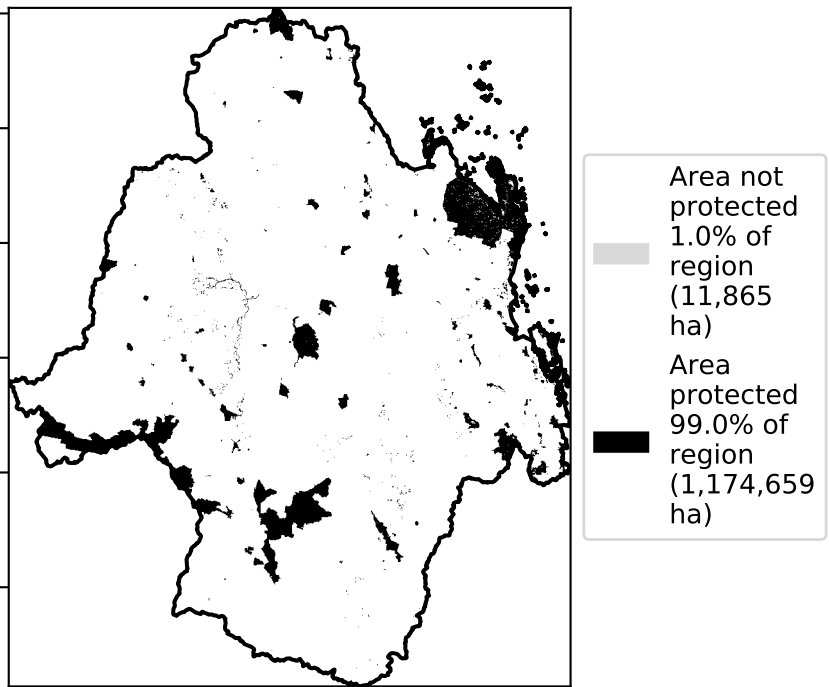 Area not
protected
1.0% of
region
(11,865
ha)
Area
protected
99.0% of
region
(1,174,659
ha)